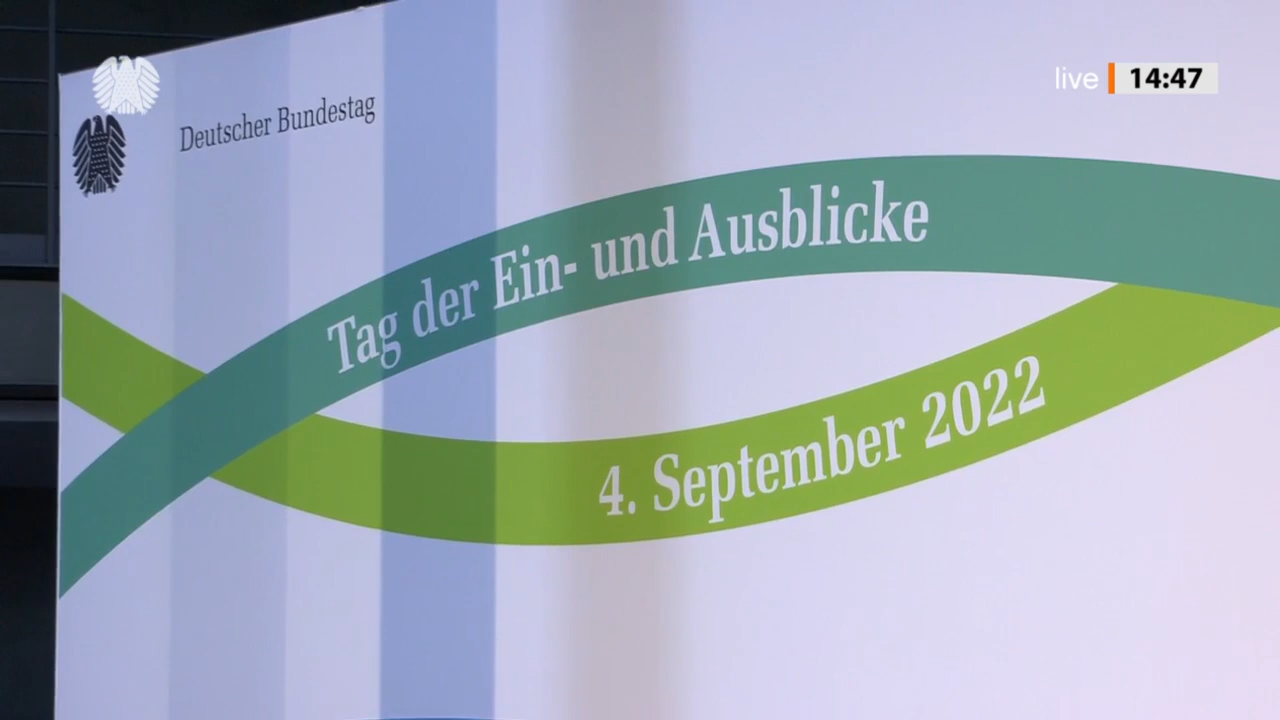 live 14:47
Deutscher Bundestag
Tag der Ein- und Ausblicke
4. September 2022